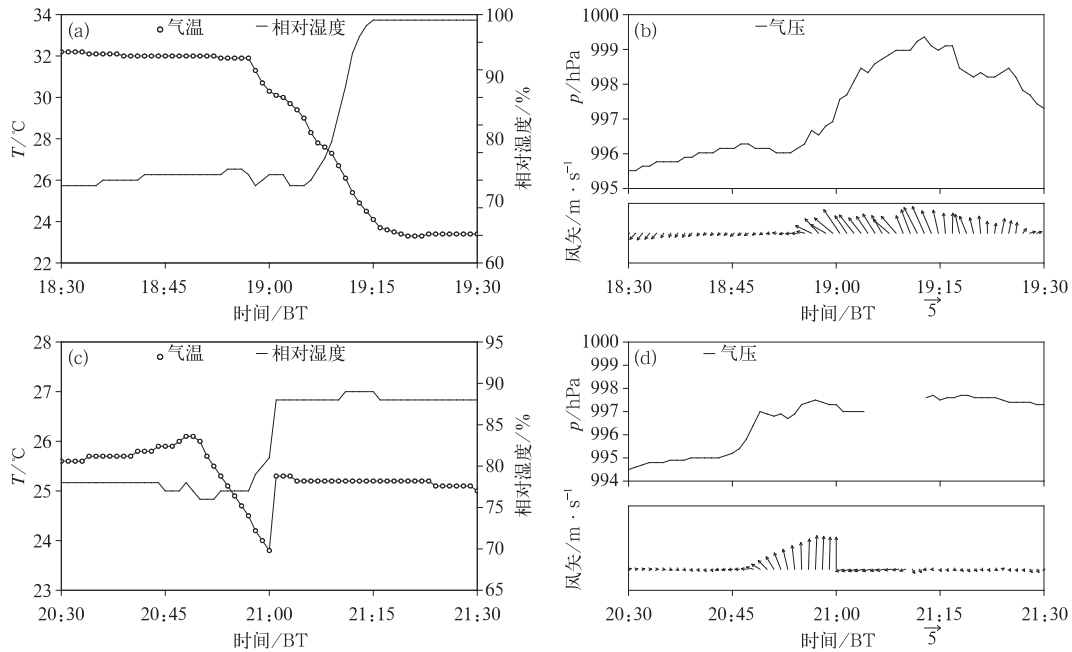 (a) 气温 相对湿度
34
32
30
28
26
24
22
T/℃
100
90
80
70
60
相对湿度/%
18:30 18:45 19:00 19:15 19:30
时间/BT
(b) 气压
1000
999
998
997
996
995
p/hPa
风矢/m·s⁻¹
18:30 18:45 19:00 19:15 19:30
时间/BT 5
(c) 气温 相对湿度
28
27
26
25
24
23
T/℃
95
90
85
80
75
70
65
相对湿度/%
20:30 20:45 21:00 21:15 21:30
时间/BT
(d) 气压
1000
999
998
997
996
995
994
p/hPa
风矢/m·s⁻¹
20:30 20:45 21:00 21:15 21:30
时间/BT 5